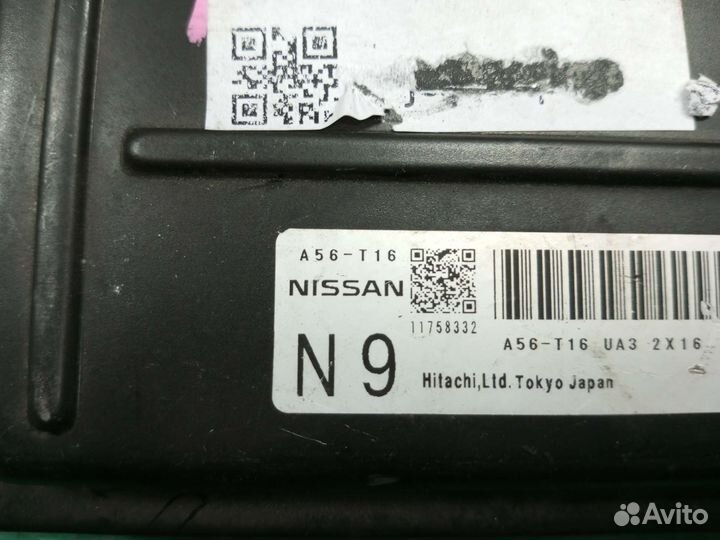 A56-T16
NISSAN
11758332
N9
A56-T16 UA3 2X16
Hitachi,Ltd. Tokyo Japan
Avito